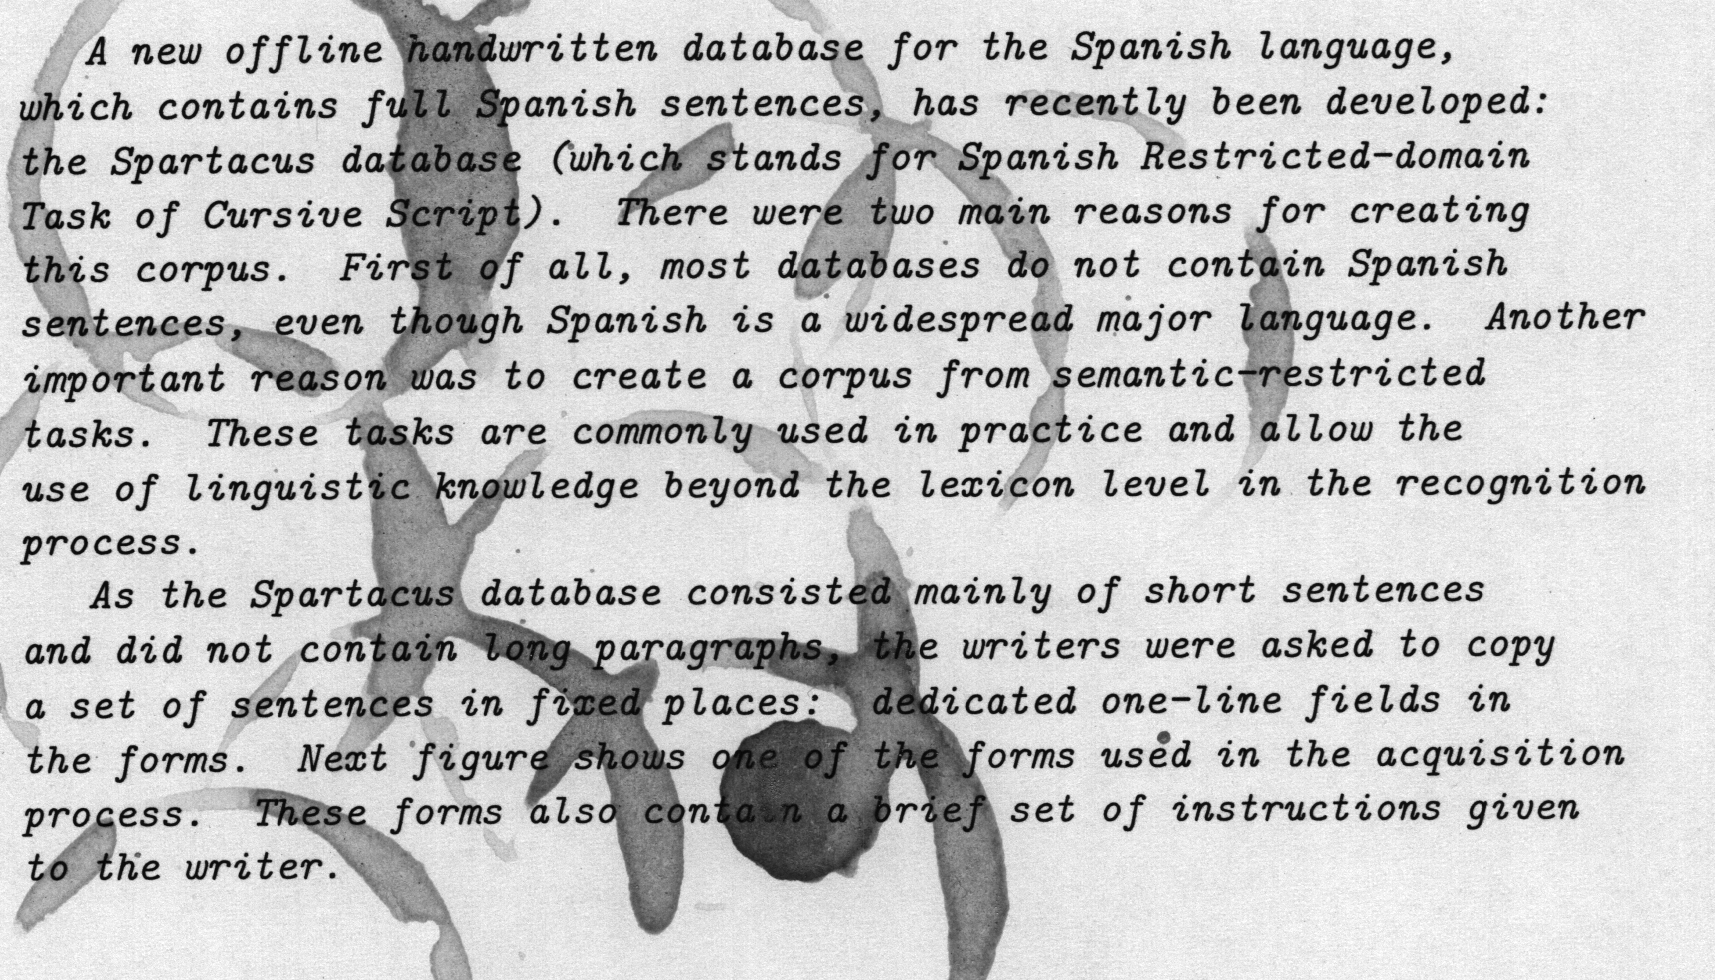 A new offline handwritten database for the Spanish language,
which contains full Spanish sentences, has recently been developed:
the Spartacus database (which stands for Spanish Restricted-domain
Task of Cursive Script).  There were two main reasons for creating
this corpus.  First of all, most databases do not contain Spanish
sentences, even though Spanish is a widespread major language.  Another
important reason was to create a corpus from semantic-restricted
tasks.  These tasks are commonly used in practice and allow the
use of linguistic knowledge beyond the lexicon level in the recognition
process.
As the Spartacus database consisted mainly of short sentences
and did not contain long paragraphs, the writers were asked to copy
a set of sentences in fixed places:  dedicated one-line fields in
the forms.  Next figure shows one of the forms used in the acquisition
process.  These forms also contain a brief set of instructions given
to the writer.